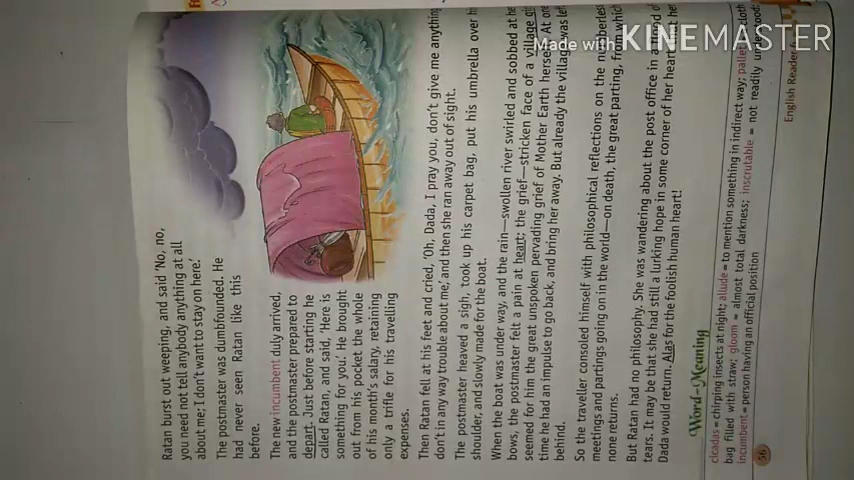 Ratan burst out weeping, and said 'No, no,
you need not tell anybody anything at all
about me; I don't want to stay on here.'
The postmaster was dumbfounded. He
had never seen Ratan like this
before.
The new incumbent duly arrived,
and the postmaster prepared to
depart. Just before starting he
called Ratan, and said, 'Here is
something for you.' He brought
out from his pocket the whole
of his month's salary, retaining
only a trifle for his travelling
expenses.
Then Ratan fell at his feet and cried, 'Oh, Dada, I pray you, don't give me anything
don't in any way trouble about me,' and then she ran away out of sight.
The postmaster heaved a sigh, took up his carpet bag, put his umbrella over
shoulder, and slowly made for the boat.
When the boat was under way, and the rain—swollen river swirled and sobbed at
bows, the postmaster felt a pain at heart; the grief—stricken face of a village
seemed for him the great unspoken pervading grief of Mother Earth herself. At
time he had an impulse to go back, and bring her away. But already the village was
behind.
So the traveller consoled himself with philosophical reflections on the
meetings and partings going on in the world—on death, the great parting, from which
none returns.
But Ratan had no philosophy. She was wandering about the post office in a flood of
tears. It may be that she had still a lurking hope in some corner of her heart that her
Dada would return. Alas for the foolish human heart!
Word-Meaning
cicadas = chirping insects at night; allude = to mention something in indirect way; pallet = cloth
bag filled with straw; gloom = almost total darkness; inscrutable = not readily
incumbent = person having an official position
56
English Reader
Made with KINEMASTER